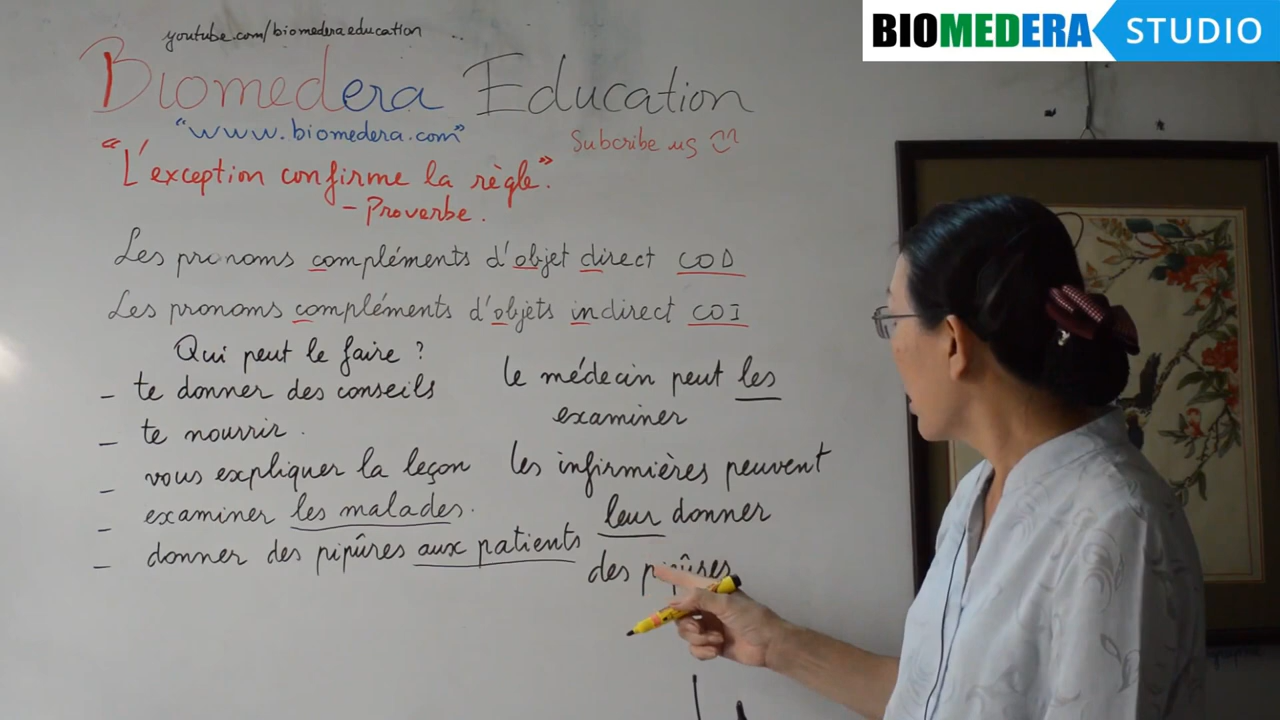 youtube.com/biomederaeducation
BIOMEDERA STUDIO
Biomedera Education
"www.biomedera.com"
Subcribe us
"L'exception confirme la règle".
- Proverbe.
Les pronoms compléments d'objet direct COD
Les pronoms compléments d'objets indirect COI
Qui peut le faire ?
- te donner des conseils
- te nourrir.
- vous expliquer la leçon
- examiner les malades.
- donner des pipûres aux patients
le médecin peut les
examiner
les infirmières peuvent
leur donner
des pipûres